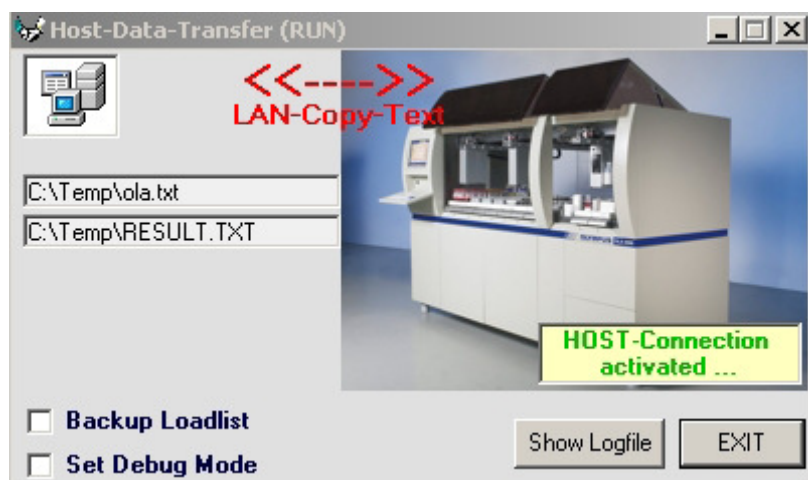 Host-Data-Transfer (RUN)
<<---->>
LAN-Copy-Text
C:\Temp\ola.txt
C:\Temp\RESULT.TXT
HOST-Connection
activated ...
Backup Loadlist
Set Debug Mode
Show Logfile
EXIT